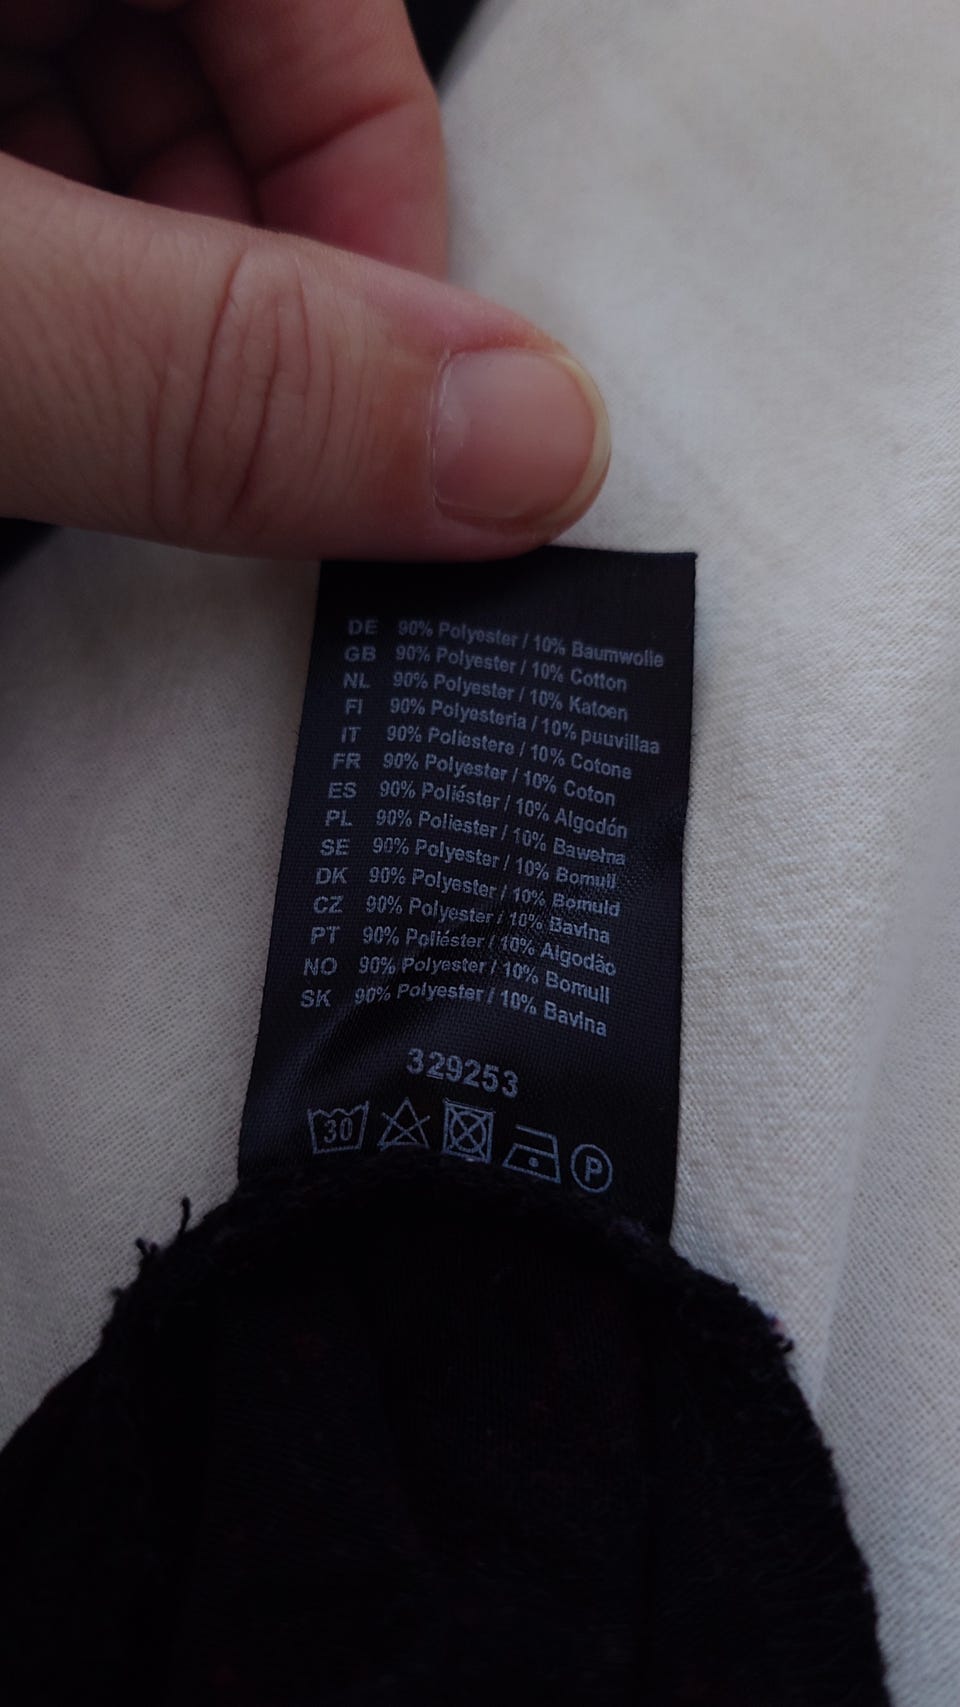 DE 90% Polyester / 10% Baumwolle
GB 90% Polyester / 10% Cotton
NL 90% Polyester / 10% Katoen
FI 90% Polyesteria / 10% puuvillaa
IT 90% Poliestere / 10% Cotone
FR 90% Polyester / 10% Coton
ES 90% Poliéster / 10% Algodón
PL 90% Poliester / 10% Bawełna
SE 90% Polyester / 10% Bomull
DK 90% Polyester / 10% Bomuld
CZ 90% Polyester / 10% Bavlna
PT 90% Poliéster / 10% Algodão
NO 90% Polyester / 10% Bomull
SK 90% Polyester / 10% Bavlna
329253
30 P